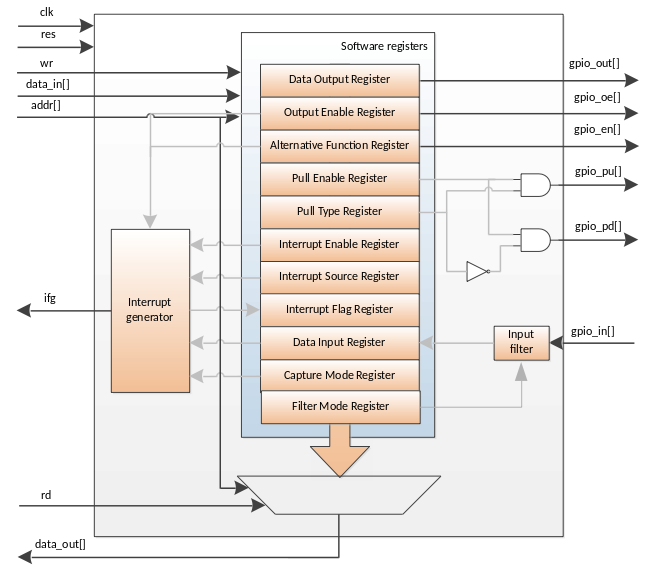 clk
res
wr
data_in[]
addr[]
Software registers
Data Output Register
Output Enable Register
Alternative Function Register
Pull Enable Register
Pull Type Register
Interrupt Enable Register
Interrupt Source Register
Interrupt Flag Register
Data Input Register
Capture Mode Register
Filter Mode Register
gpio_out[]
gpio_oe[]
gpio_en[]
gpio_pu[]
gpio_pd[]
Interrupt
generator
ifg
Input
filter
gpio_in[]
rd
data_out[]